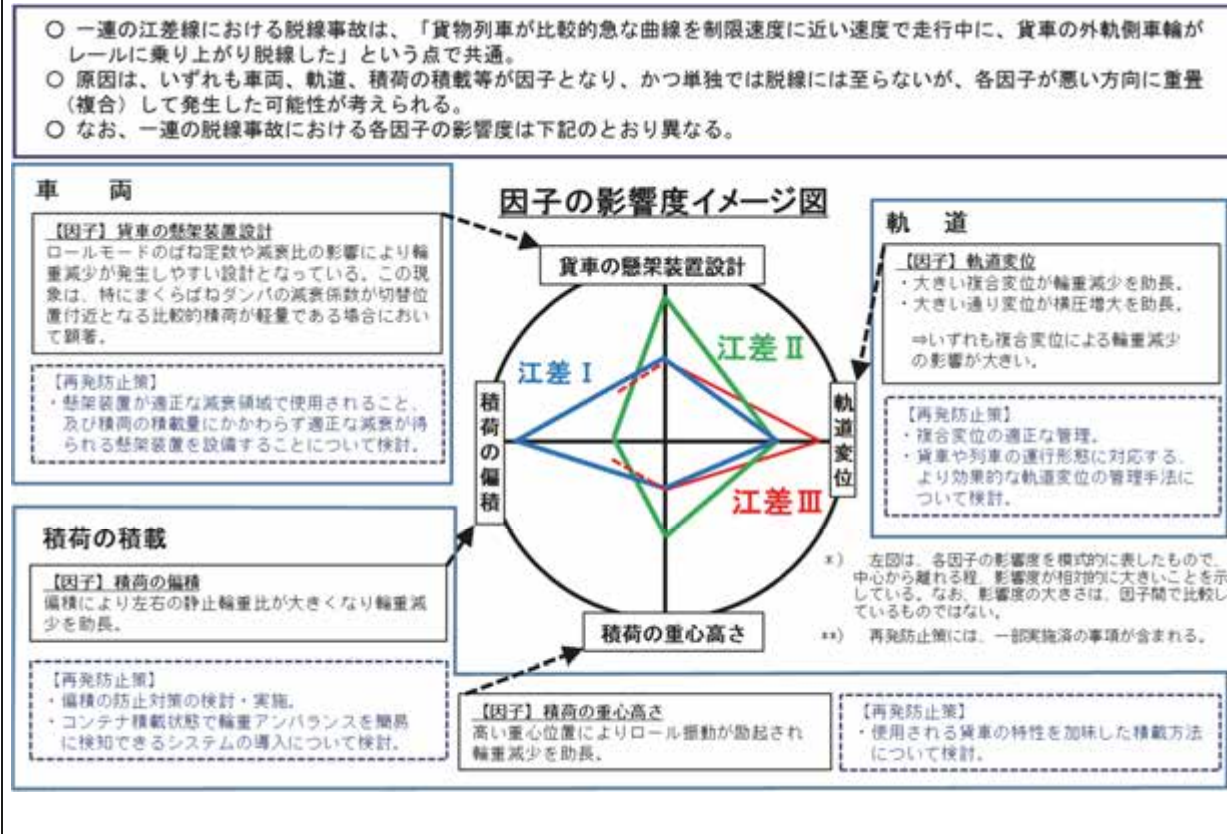 ○ 一連の江差線における脱線事故は、「貨物列車が比較的急な曲線を制限速度に近い速度で走行中に、貨車の外軌側車輪が
レールに乗り上がり脱線した」という点で共通。
○ 原因は、いずれも車両、軌道、積荷の積載等が因子となり、かつ単独では脱線には至らないが、各因子が悪い方向に重畳
（複合）して発生した可能性が考えられる。
○ なお、一連の脱線事故における各因子の影響度は下記のとおり異なる。
車　両
【因子】貨車の懸架装置設計
ロールモードのばね定数や減衰比の影響により輪
重減少が発生しやすい設計となっている。この現
象は、特にまくらばねダンパの減衰係数が切替位
置付近となる比較的積荷が軽量である場合におい
て顕著。
【再発防止策】
・懸架装置が適正な減衰領域で使用されること、
及び積荷の積載量にかかわらず適正な減衰が得
られる懸架装置を設備することについて検討。
因子の影響度イメージ図
貨車の懸架装置設計
江差Ⅰ
江差Ⅱ
江差Ⅲ
積荷の偏積
軌道変位
積荷の重心高さ
軌　道
【因子】軌道変位
・大きい複合変位が輪重減少を助長。
・大きい通り変位が横圧増大を助長。
⇒いずれも複合変位による輪重減少
の影響が大きい。
【再発防止策】
・複合変位の適正な管理。
・貨車や列車の運行形態に対応する、
より効果的な軌道変位の管理手法に
ついて検討。
*）　左図は、各因子の影響度を模式的に表したもので、
中心から離れる程、影響度が相対的に大きいことを示
している。なお、影響度の大きさは、因子間で比較し
ているものではない。
**）　再発防止策には、一部実施済の事項が含まれる。
積荷の積載
【因子】積荷の偏積
偏積により左右の静止輪重比が大きくなり輪重減
少を助長。
【再発防止策】
・偏積の防止対策の検討・実施。
・コンテナ積載状態で輪重アンバランスを簡易
に検知できるシステムの導入について検討。
【因子】積荷の重心高さ
高い重心位置によりロール振動が励起され
輪重減少を助長。
【再発防止策】
・使用される貨車の特性を加味した積載方法
について検討。